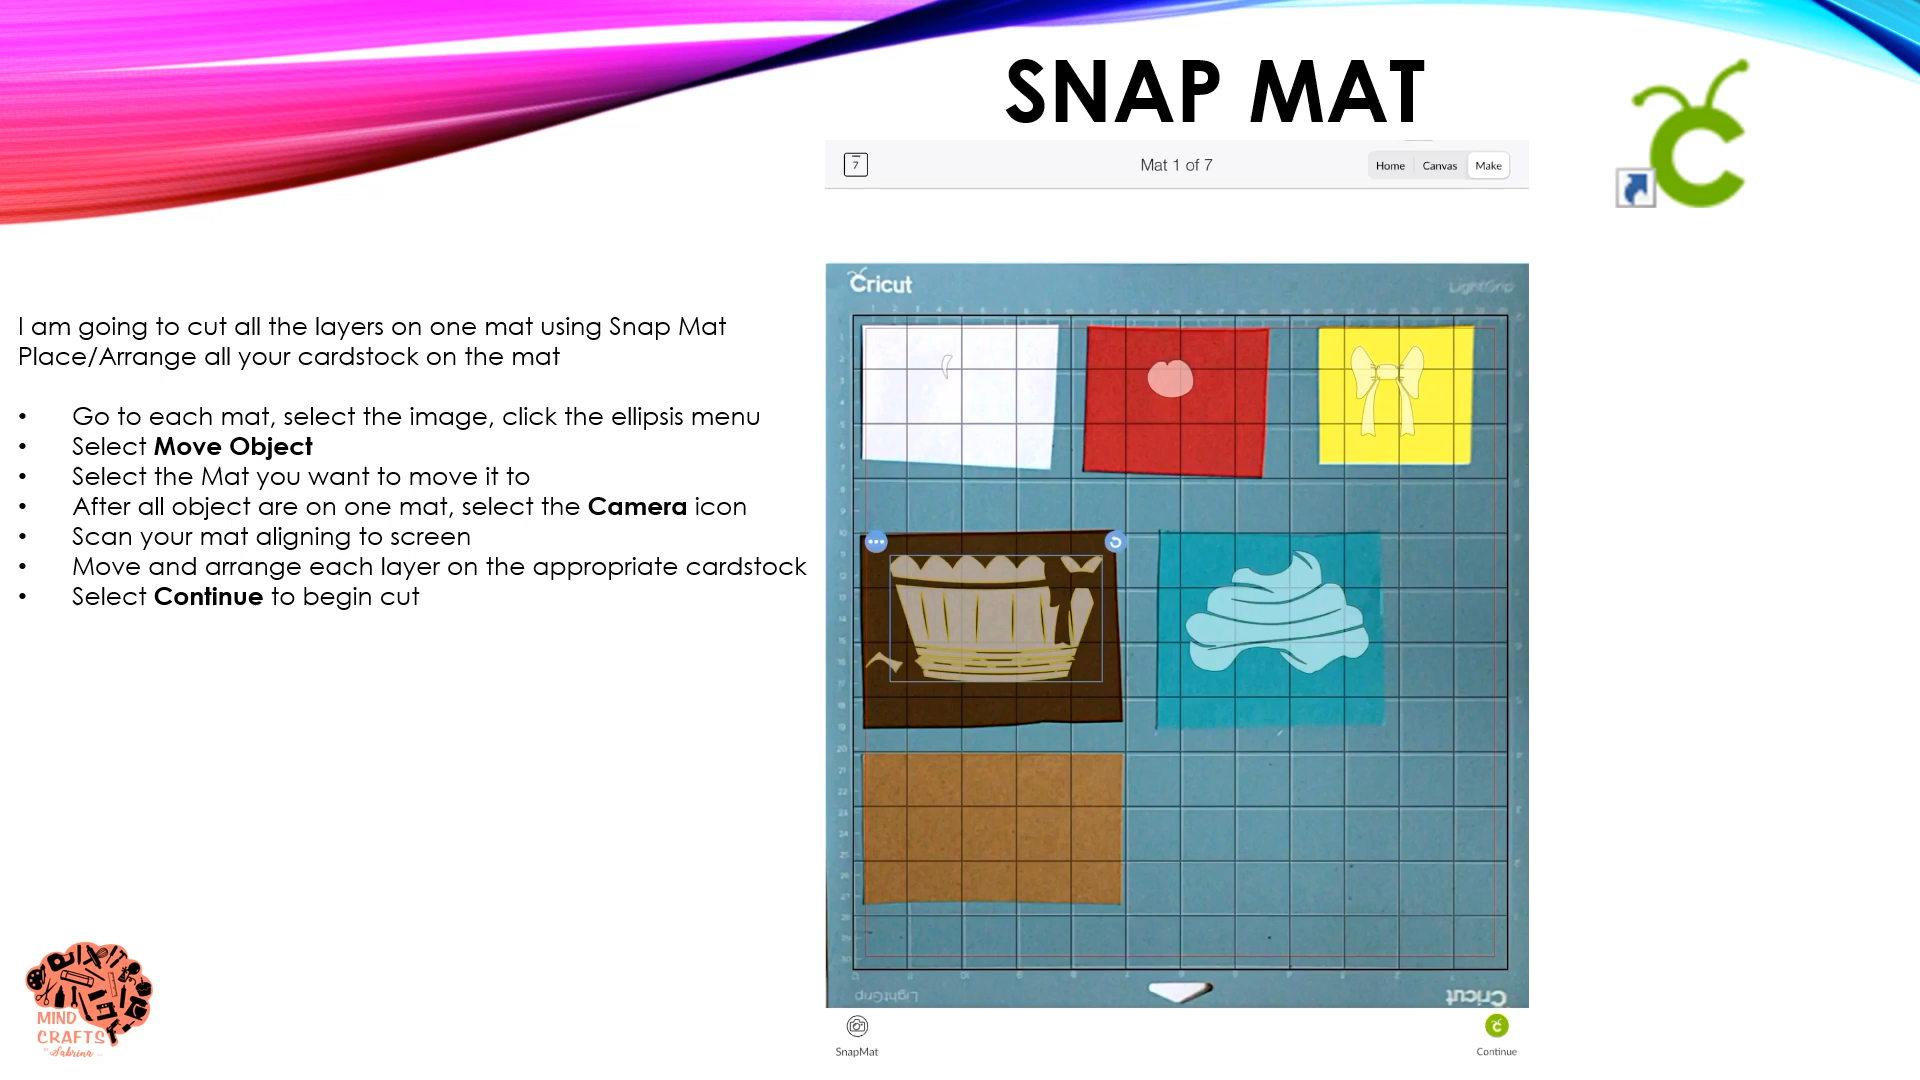 SNAP MAT
7
Mat 1 of 7
Home Canvas Make
I am going to cut all the layers on one mat using Snap Mat
Place/Arrange all your cardstock on the mat
• Go to each mat, select the image, click the ellipsis menu
• Select Move Object
• Select the Mat you want to move it to
• After all object are on one mat, select the Camera icon
• Scan your mat aligning to screen
• Move and arrange each layer on the appropriate cardstock
• Select Continue to begin cut
Cricut LightGrip
LightGrip Cricut
SnapMat Continue
MIND
CRAFTS
Sabrina